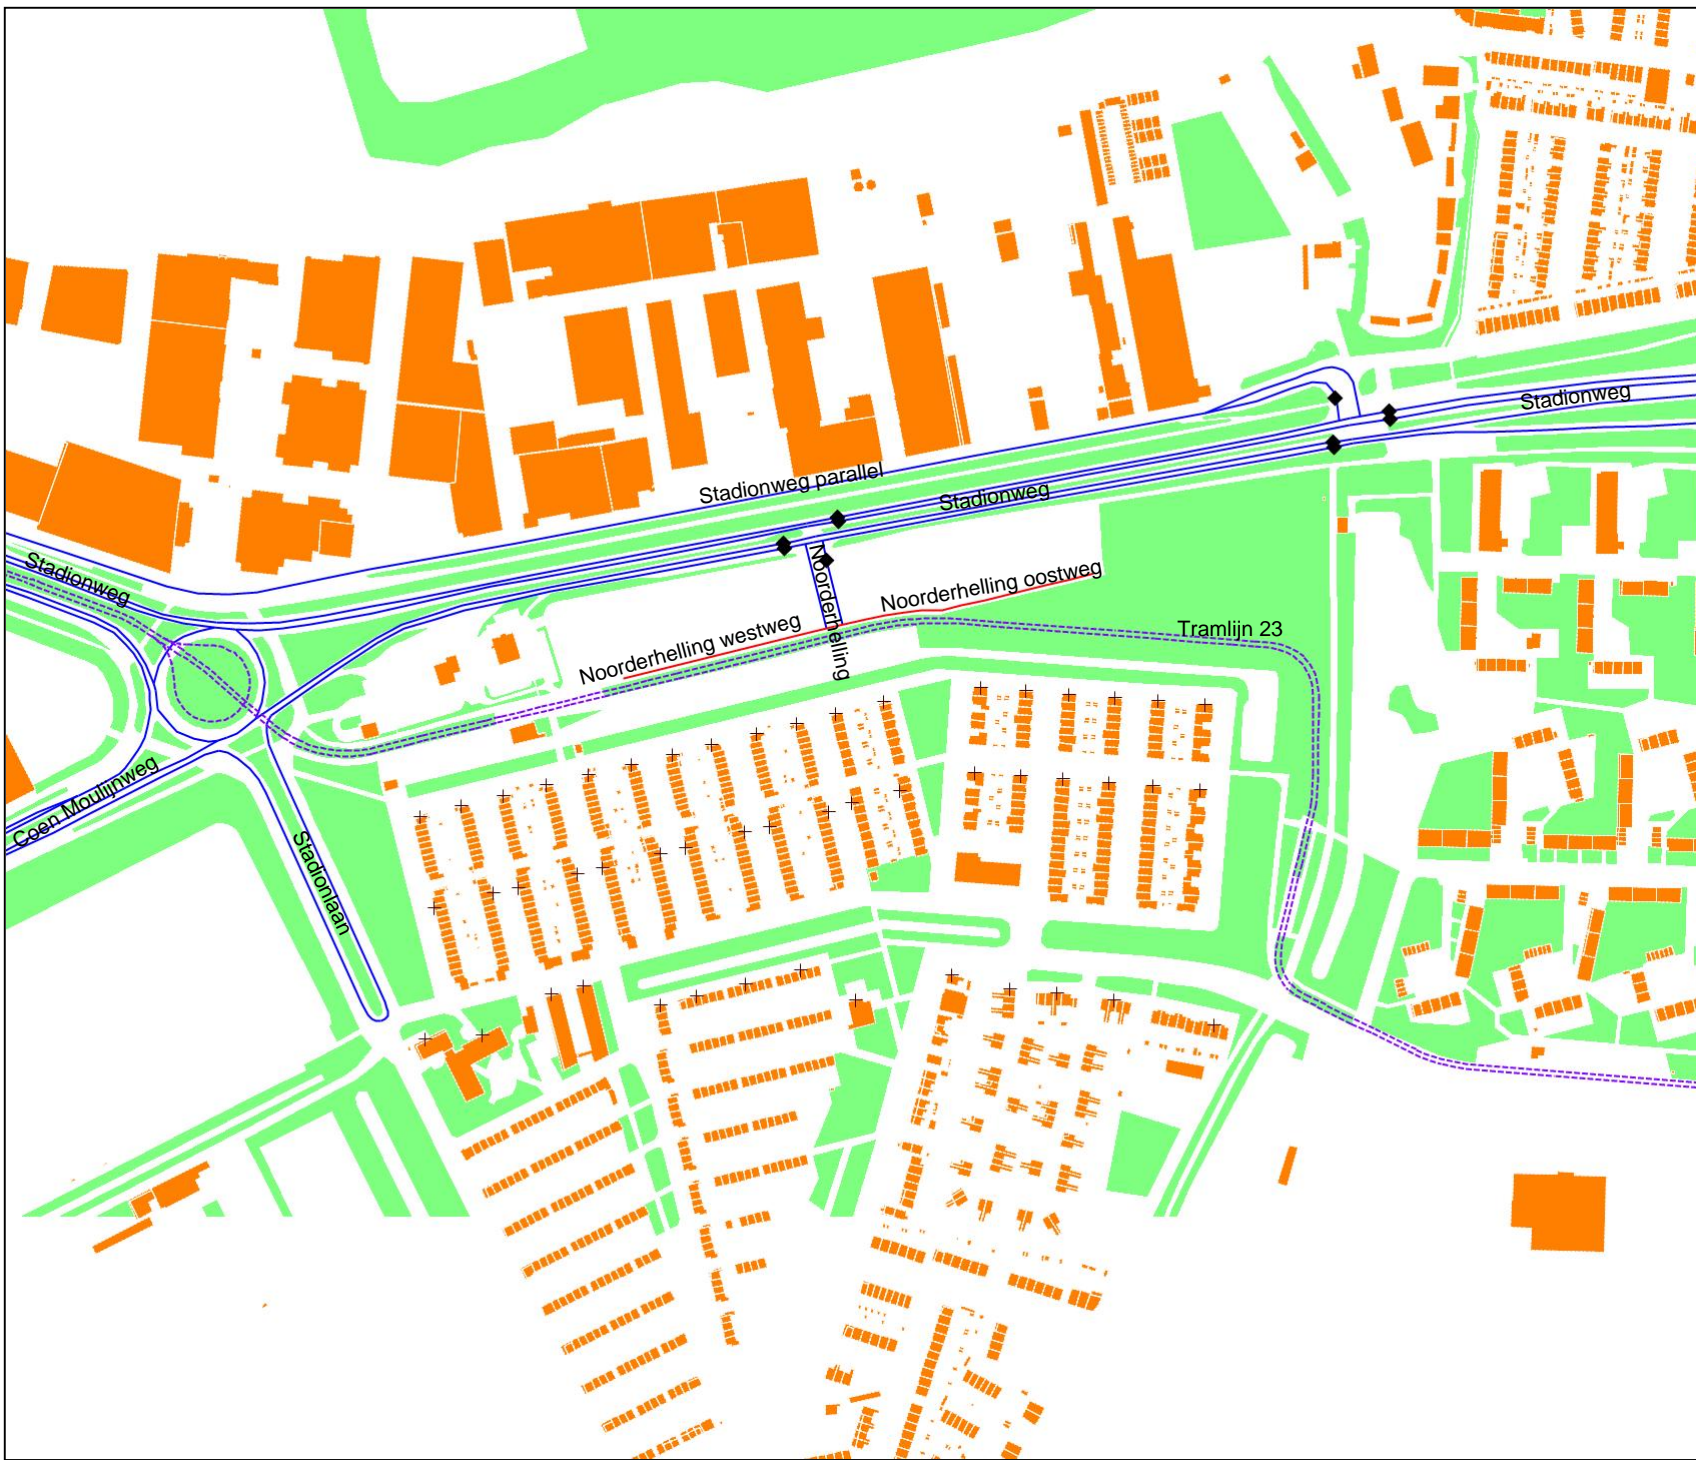 Stadionweg
Stadionweg parallel
Stadionweg
Stadionweg
Noorderhelling
Noorderhelling oostweg
Noorderhelling westweg
Tramlijn 23
Coen Moulijnweg
Stadionlaan